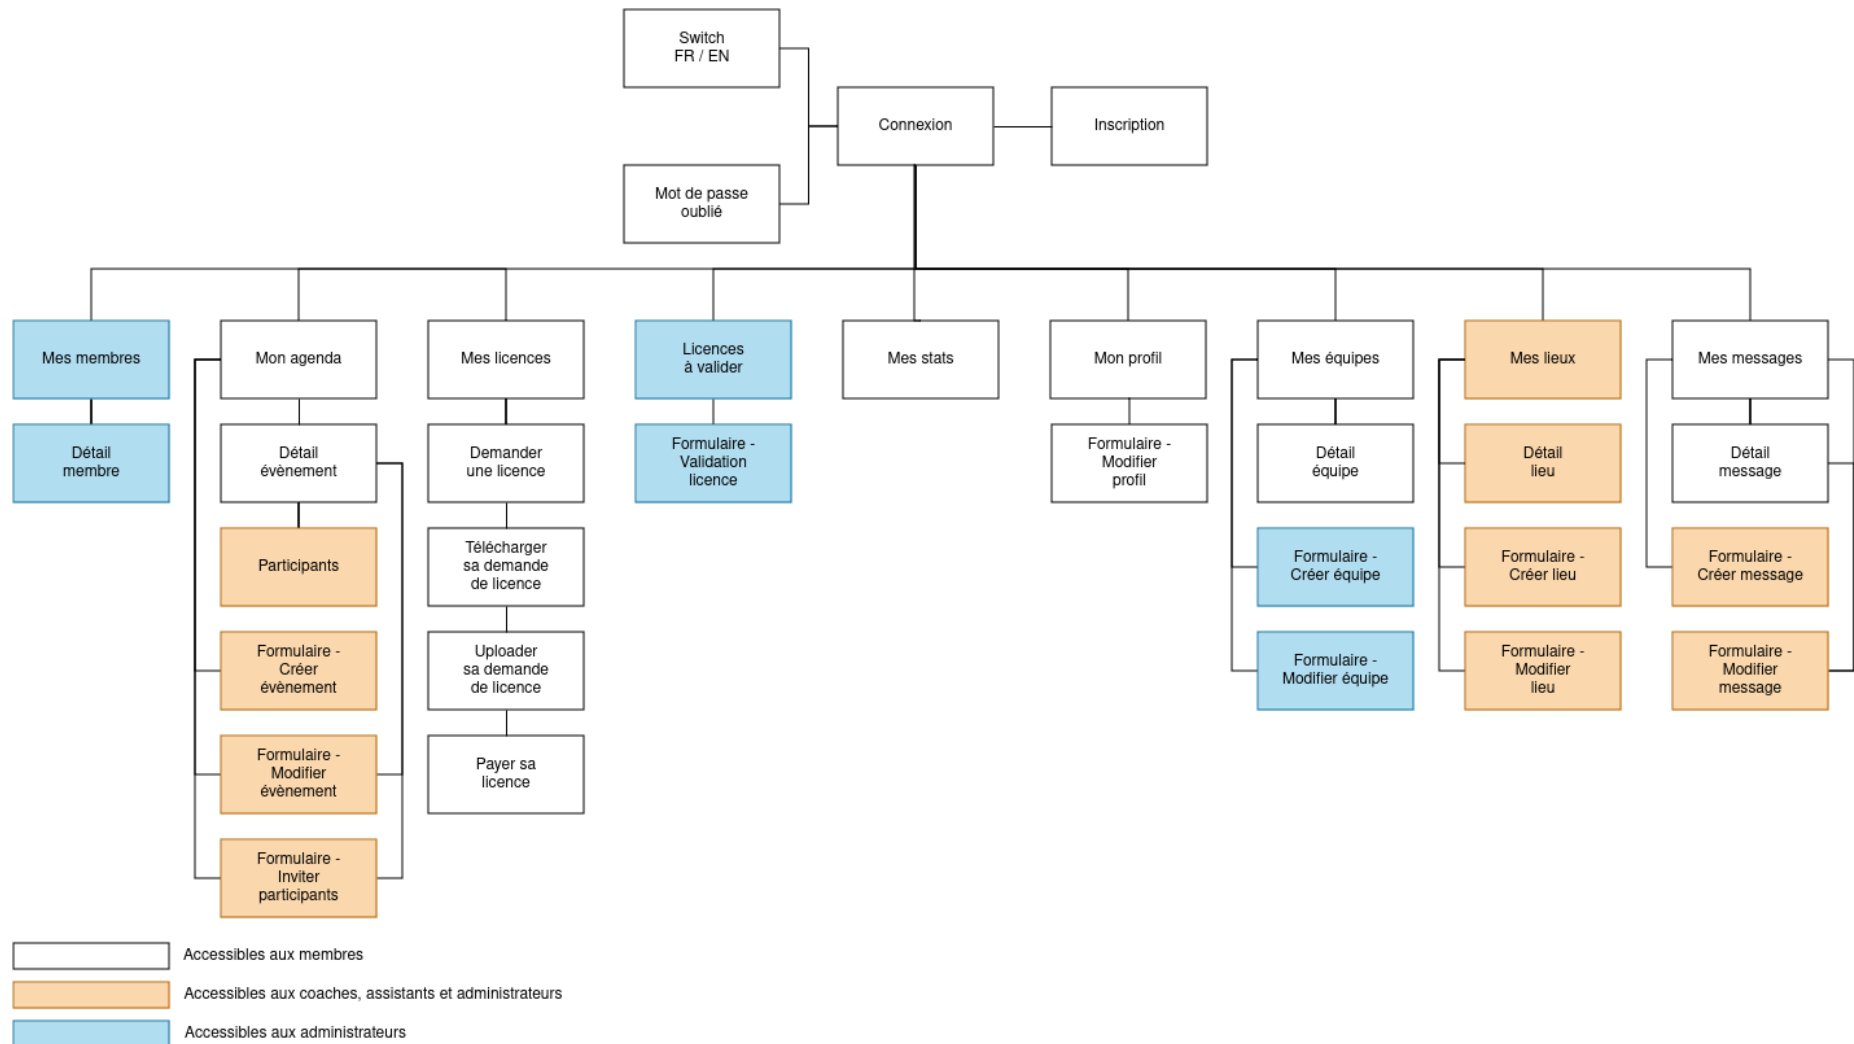 Switch
FR / EN
Connexion
Inscription
Mot de passe
oublié
Mes membres
Mon agenda
Mes licences
Licences
à valider
Mes stats
Mon profil
Mes équipes
Mes lieux
Mes messages
Détail
membre
Détail
évènement
Demander
une licence
Formulaire -
Validation
licence
Formulaire -
Modifier
profil
Détail
équipe
Détail
lieu
Détail
message
Participants
Télécharger
sa demande
de licence
Formulaire -
Créer équipe
Formulaire -
Créer lieu
Formulaire -
Créer message
Formulaire -
Créer
évènement
Uploader
sa demande
de licence
Formulaire -
Modifier équipe
Formulaire -
Modifier
lieu
Formulaire -
Modifier
message
Formulaire -
Modifier
évènement
Payer sa
licence
Formulaire -
Inviter
participants
Accessibles aux membres
Accessibles aux coaches, assistants et administrateurs
Accessibles aux administrateurs